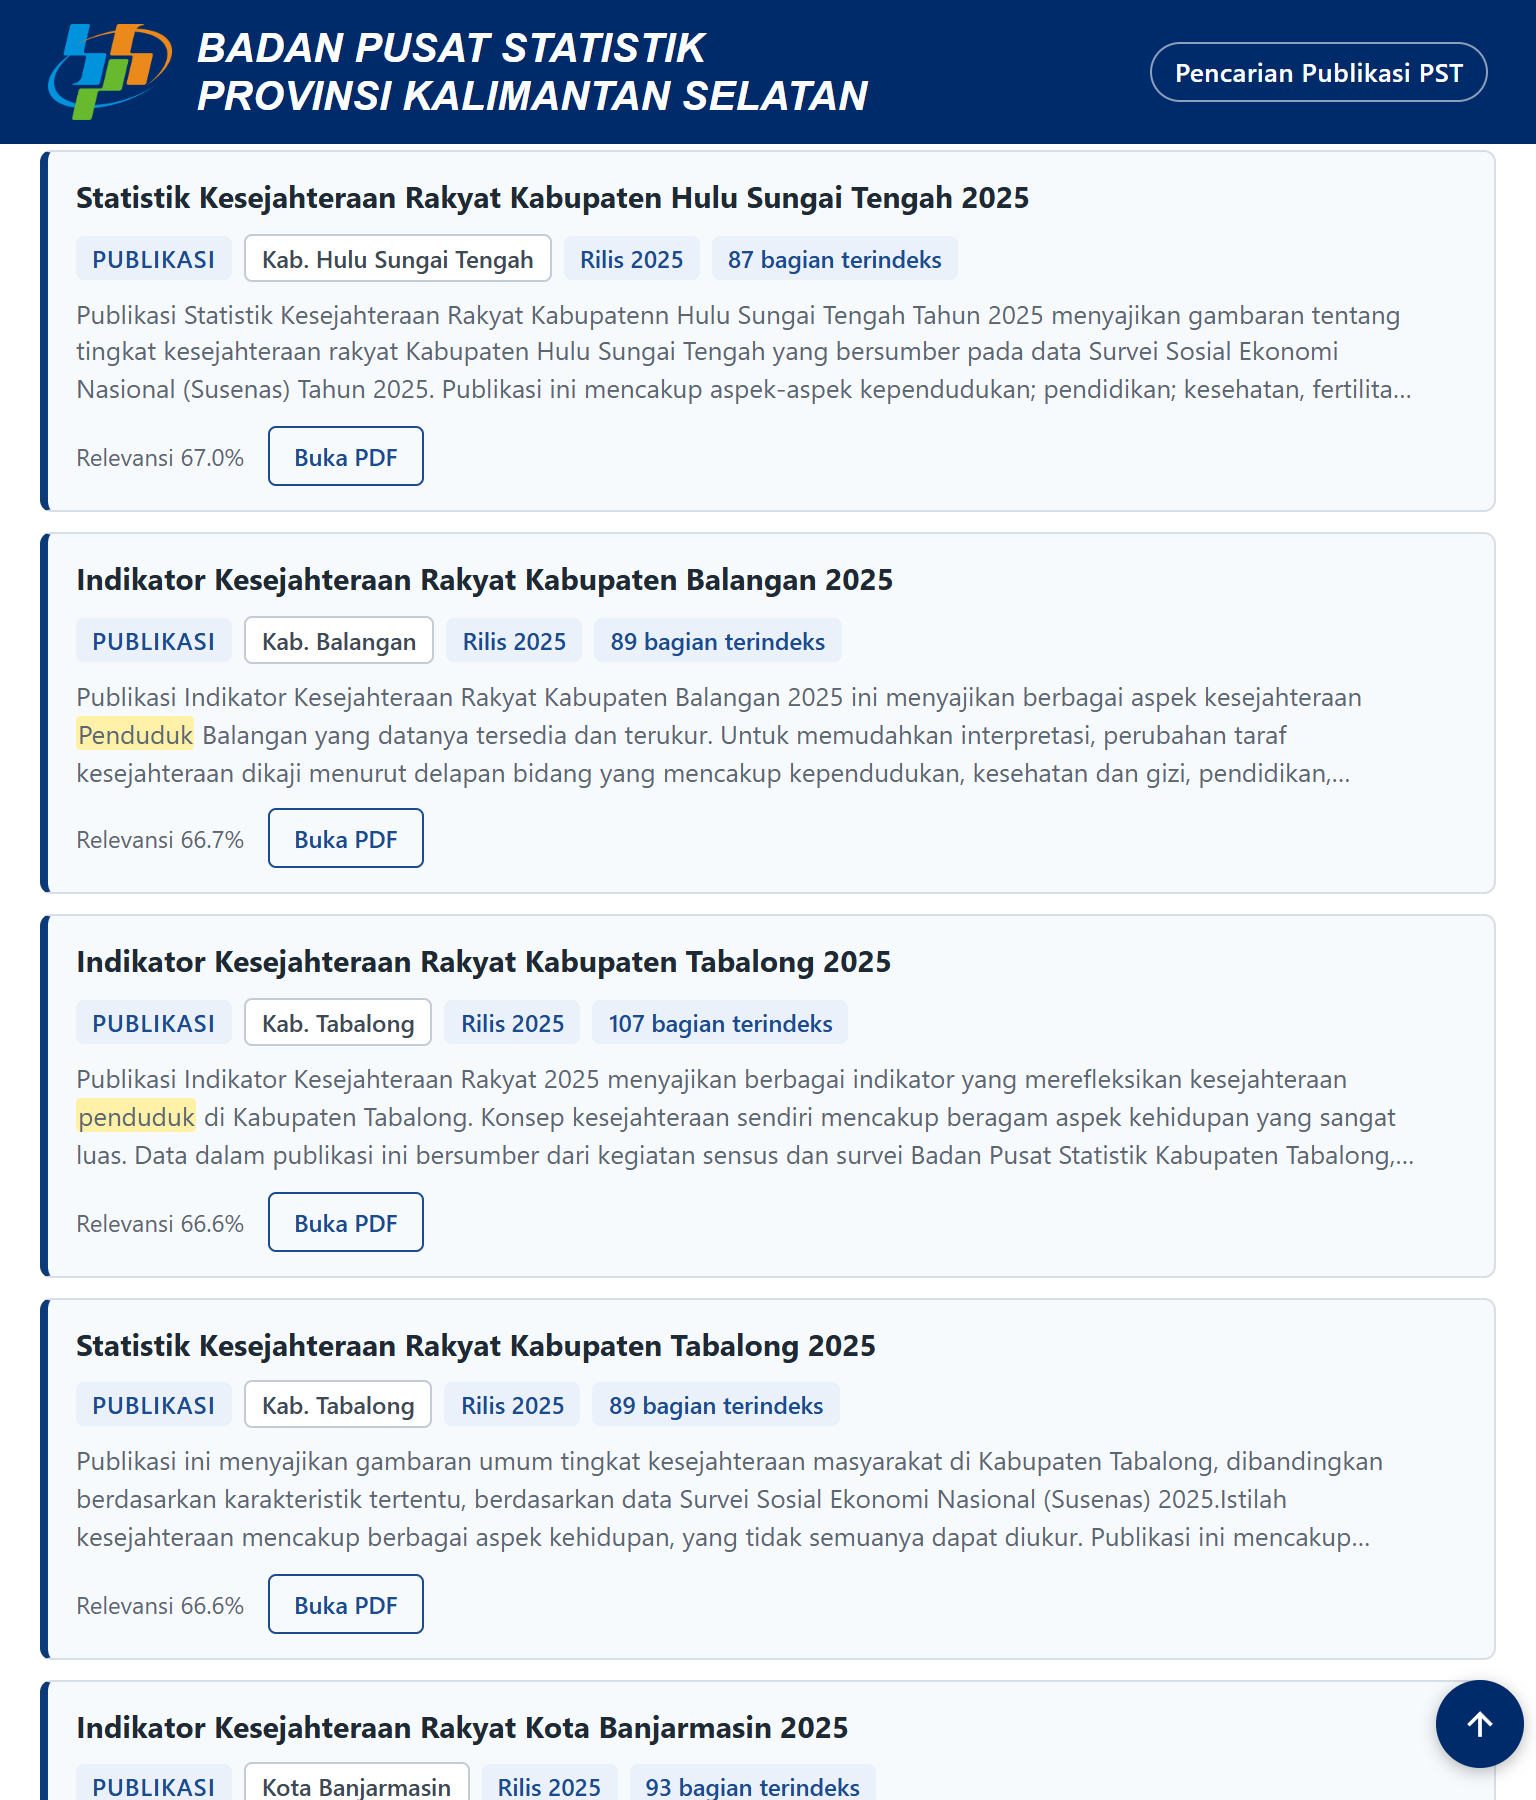 BADAN PUSAT STATISTIK
PROVINSI KALIMANTAN SELATAN
Pencarian Publikasi PST
Statistik Kesejahteraan Rakyat Kabupaten Hulu Sungai Tengah 2025
PUBLIKASI Kab. Hulu Sungai Tengah Rilis 2025 87 bagian terindeks
Publikasi Statistik Kesejahteraan Rakyat Kabupatenn Hulu Sungai Tengah Tahun 2025 menyajikan gambaran tentang
tingkat kesejahteraan rakyat Kabupaten Hulu Sungai Tengah yang bersumber pada data Survei Sosial Ekonomi
Nasional (Susenas) Tahun 2025. Publikasi ini mencakup aspek-aspek kependudukan; pendidikan; kesehatan, fertilita...
Relevansi 67.0% Buka PDF
Indikator Kesejahteraan Rakyat Kabupaten Balangan 2025
PUBLIKASI Kab. Balangan Rilis 2025 89 bagian terindeks
Publikasi Indikator Kesejahteraan Rakyat Kabupaten Balangan 2025 ini menyajikan berbagai aspek kesejahteraan
Penduduk Balangan yang datanya tersedia dan terukur. Untuk memudahkan interpretasi, perubahan taraf
kesejahteraan dikaji menurut delapan bidang yang mencakup kependudukan, kesehatan dan gizi, pendidikan,...
Relevansi 66.7% Buka PDF
Indikator Kesejahteraan Rakyat Kabupaten Tabalong 2025
PUBLIKASI Kab. Tabalong Rilis 2025 107 bagian terindeks
Publikasi Indikator Kesejahteraan Rakyat 2025 menyajikan berbagai indikator yang merefleksikan kesejahteraan
penduduk di Kabupaten Tabalong. Konsep kesejahteraan sendiri mencakup beragam aspek kehidupan yang sangat
luas. Data dalam publikasi ini bersumber dari kegiatan sensus dan survei Badan Pusat Statistik Kabupaten Tabalong,...
Relevansi 66.6% Buka PDF
Statistik Kesejahteraan Rakyat Kabupaten Tabalong 2025
PUBLIKASI Kab. Tabalong Rilis 2025 89 bagian terindeks
Publikasi ini menyajikan gambaran umum tingkat kesejahteraan masyarakat di Kabupaten Tabalong, dibandingkan
berdasarkan karakteristik tertentu, berdasarkan data Survei Sosial Ekonomi Nasional (Susenas) 2025.Istilah
kesejahteraan mencakup berbagai aspek kehidupan, yang tidak semuanya dapat diukur. Publikasi ini mencakup...
Relevansi 66.6% Buka PDF
Indikator Kesejahteraan Rakyat Kota Banjarmasin 2025
PUBLIKASI Kota Banjarmasin Rilis 2025 93 bagian terindeks